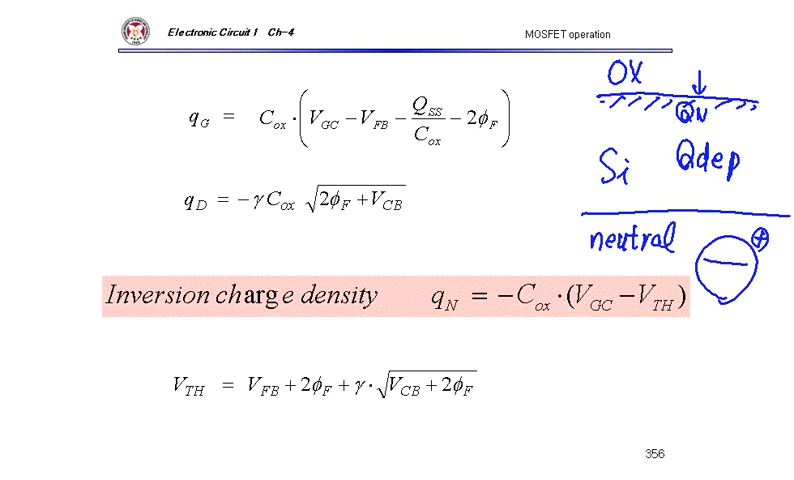 Electronic Circuit 1 Ch-4
MOSFET operation
q_G = C_ox · (V_GC − V_FB − Q_SS/C_ox − 2ϕ_F)
q_D = −γ C_ox √(2ϕ_F + V_CB)
Inversion charge density q_N = −C_ox · (V_GC − V_TH)
V_TH = V_FB + 2ϕ_F + γ · √(V_CB + 2ϕ_F)
OX
QN
Si Qdep
neutral
⊕
356